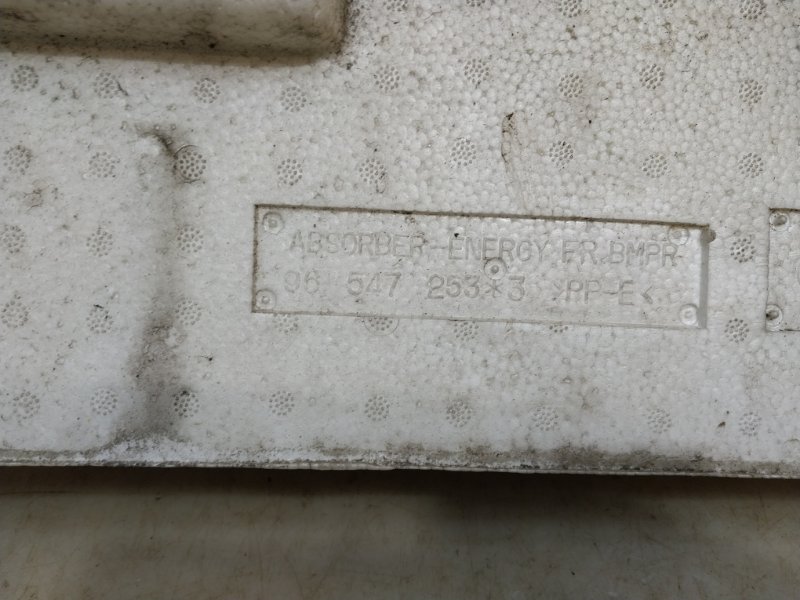 ABSORBER-ENERGY FR.BMPR
96 547 253*3 >PP-E<